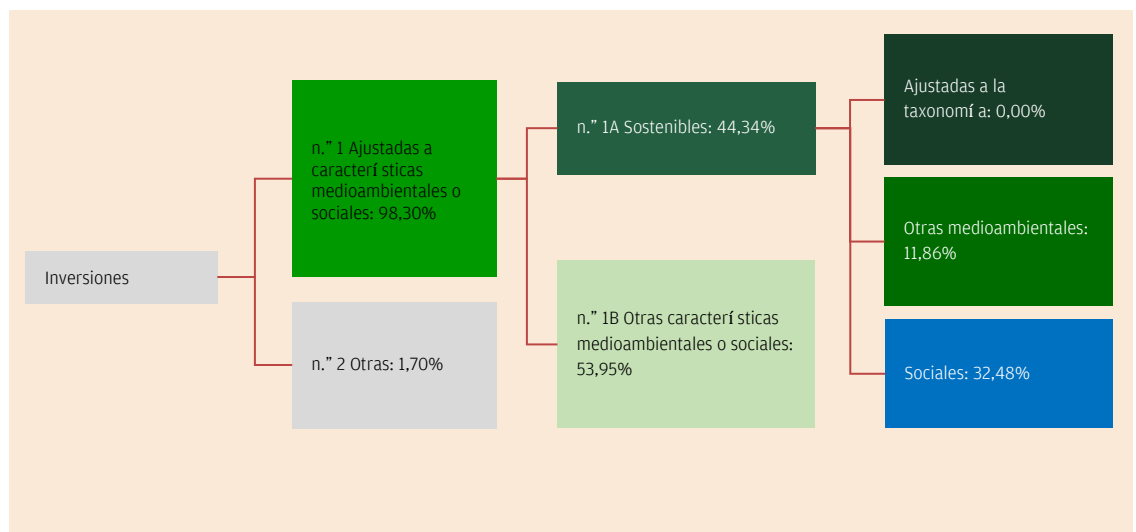 Inversiones
n.” 1 Ajustadas a
caracterí sticas
medioambientales o
sociales: 98,30%
n.” 2 Otras: 1,70%
n.” 1A Sostenibles: 44,34%
n.” 1B Otras caracterí sticas
medioambientales o sociales:
53,95%
Ajustadas a la
taxonomí a: 0,00%
Otras medioambientales:
11,86%
Sociales: 32,48%